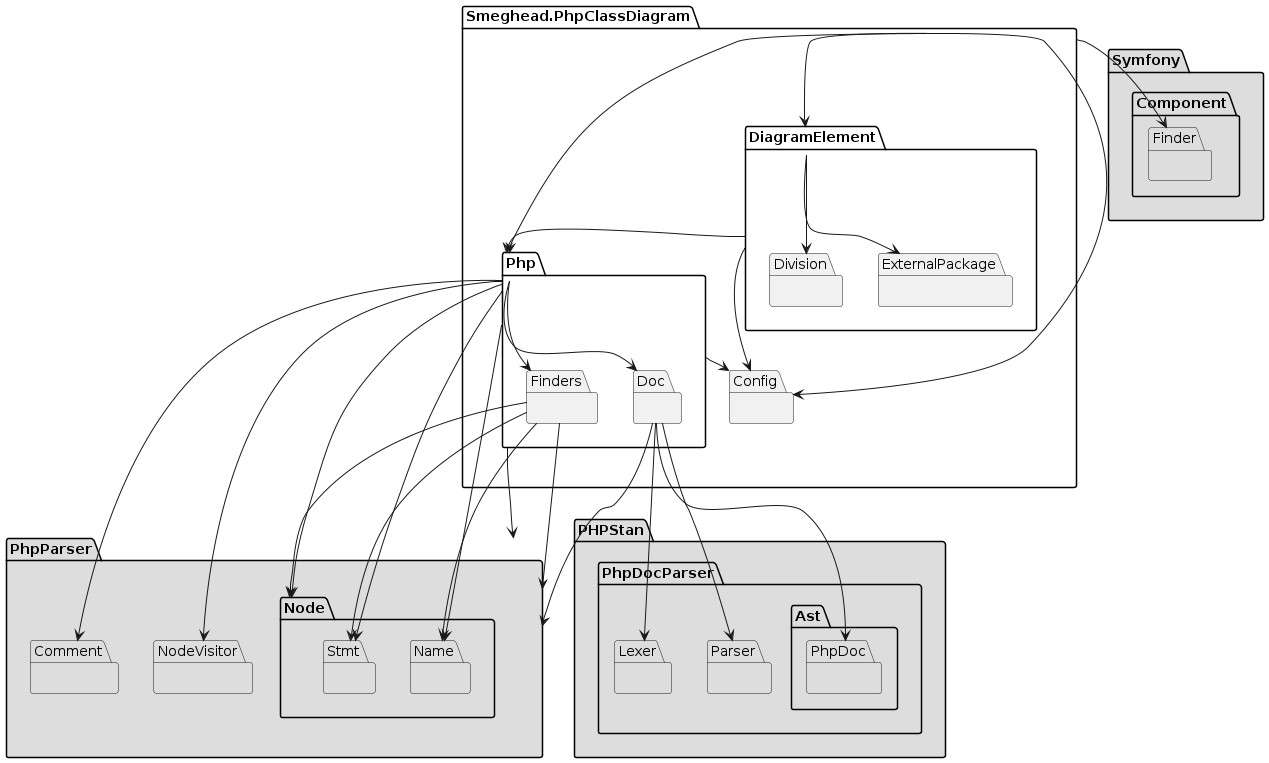 Smeghead.PhpClassDiagram
Symfony
Component
Finder
DiagramElement
Division
ExternalPackage
Php
Finders
Doc
Config
PhpParser
Comment
NodeVisitor
Node
Stmt
Name
PHPStan
PhpDocParser
Lexer
Parser
Ast
PhpDoc